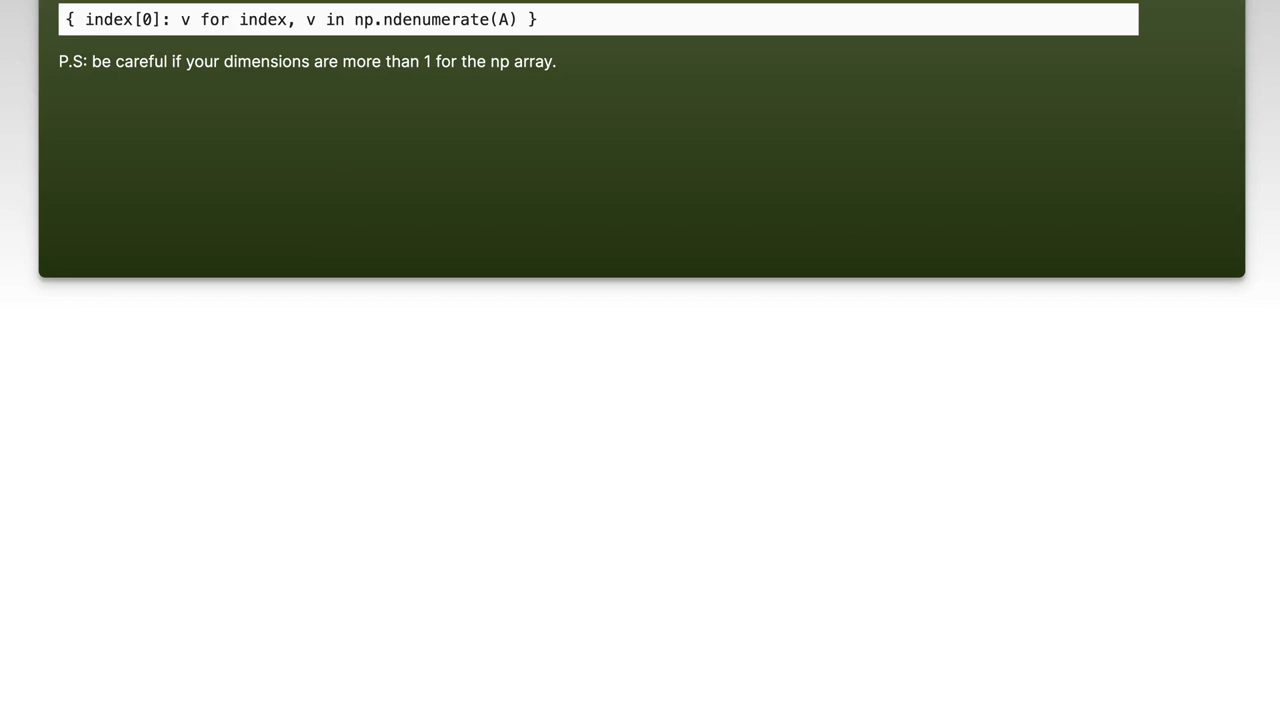 { index[0]: v for index, v in np.ndenumerate(A) }
P.S: be careful if your dimensions are more than 1 for the np array.